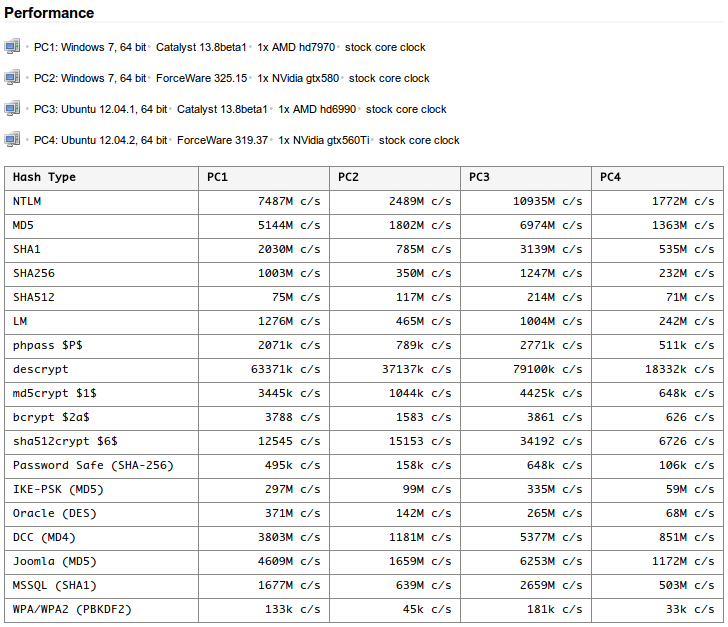 Performance
PC1: Windows 7, 64 bit Catalyst 13.8beta1 1x AMD hd7970 stock core clock
PC2: Windows 7, 64 bit ForceWare 325.15 1x NVidia gtx580 stock core clock
PC3: Ubuntu 12.04.1, 64 bit Catalyst 13.8beta1 1x AMD hd6990 stock core clock
PC4: Ubuntu 12.04.2, 64 bit ForceWare 319.37 1x NVidia gtx560Ti stock core clock
Hash Type PC1 PC2 PC3 PC4
NTLM 7487M c/s 2489M c/s 10935M c/s 1772M c/s
MD5 5144M c/s 1802M c/s 6974M c/s 1363M c/s
SHA1 2030M c/s 785M c/s 3139M c/s 535M c/s
SHA256 1003M c/s 350M c/s 1247M c/s 232M c/s
SHA512 75M c/s 117M c/s 214M c/s 71M c/s
LM 1276M c/s 465M c/s 1004M c/s 242M c/s
phpass $P$ 2071k c/s 789k c/s 2771k c/s 511k c/s
descrypt 63371k c/s 37137k c/s 79100k c/s 18332k c/s
md5crypt $1$ 3445k c/s 1044k c/s 4425k c/s 648k c/s
bcrypt $2a$ 3788 c/s 1583 c/s 3861 c/s 626 c/s
sha512crypt $6$ 12545 c/s 15153 c/s 34192 c/s 6726 c/s
Password Safe (SHA-256) 495k c/s 158k c/s 648k c/s 106k c/s
IKE-PSK (MD5) 297M c/s 99M c/s 335M c/s 59M c/s
Oracle (DES) 371M c/s 142M c/s 265M c/s 68M c/s
DCC (MD4) 3803M c/s 1181M c/s 5377M c/s 851M c/s
Joomla (MD5) 4609M c/s 1659M c/s 6253M c/s 1172M c/s
MSSQL (SHA1) 1677M c/s 639M c/s 2659M c/s 503M c/s
WPA/WPA2 (PBKDF2) 133k c/s 45k c/s 181k c/s 33k c/s